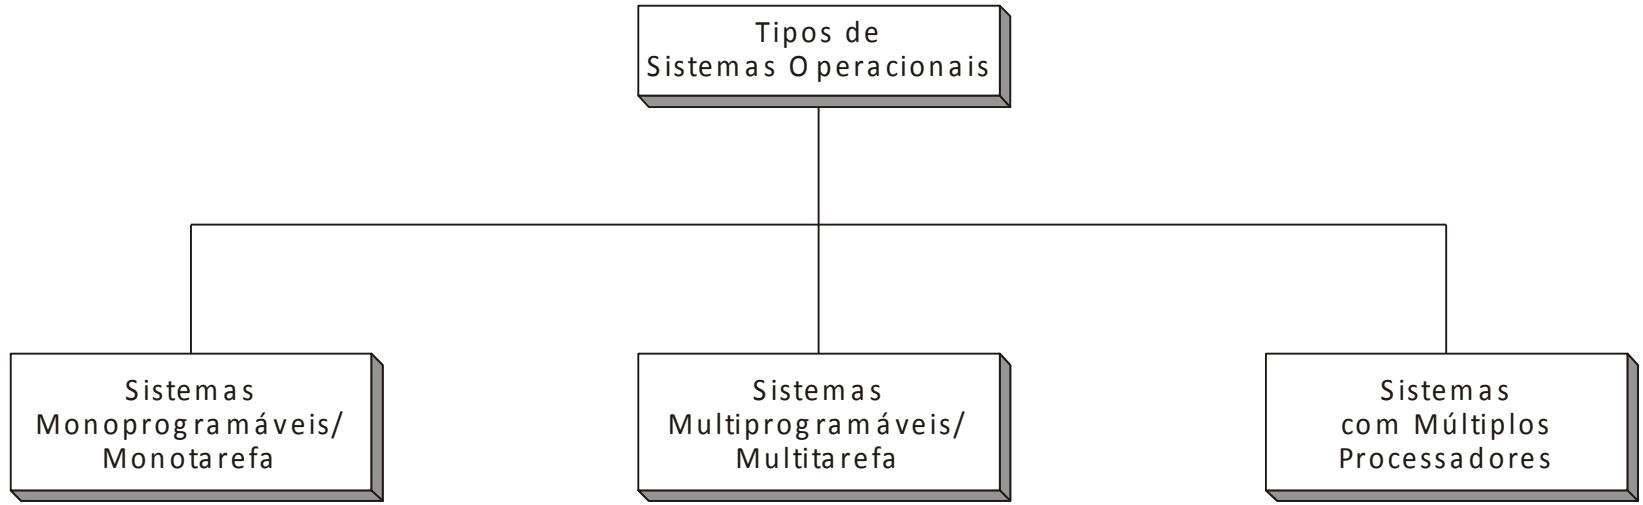 Tipos de
Sistemas Operacionais
Sistemas
Monoprogramáveis/
Monotarefa
Sistemas
Multiprogramáveis/
Multitarefa
Sistemas
com Múltiplos
Processadores